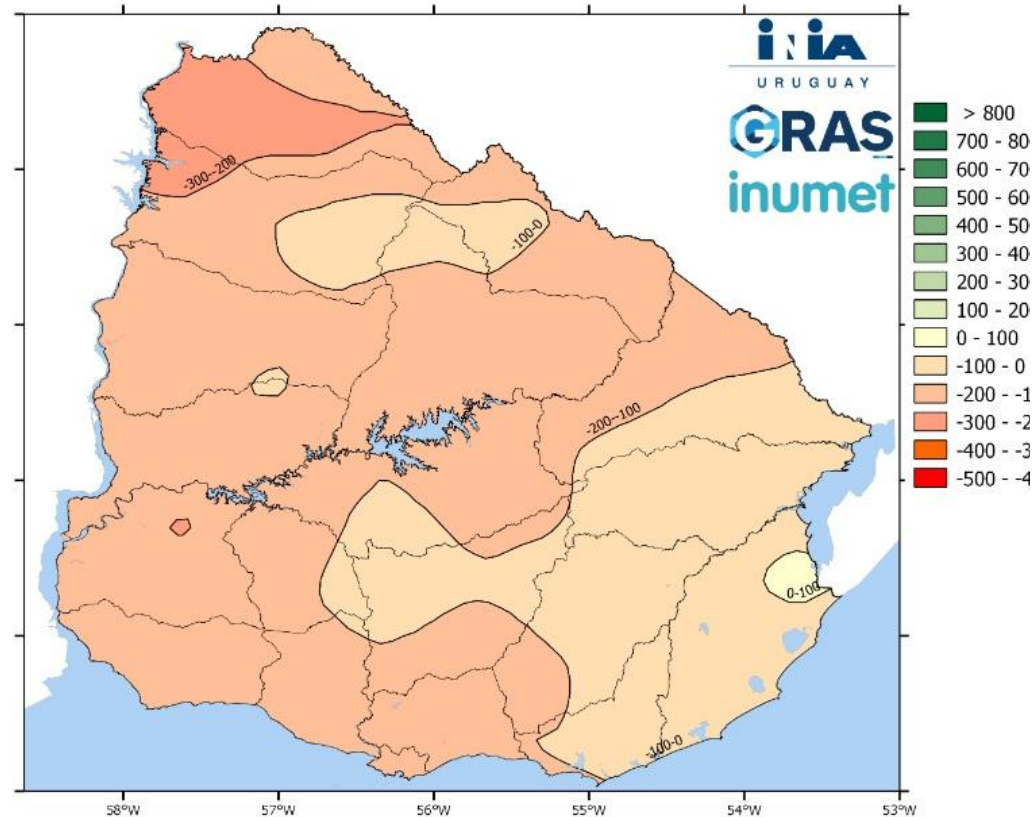 iNiA
URUGUAY
GRAS
inumet
> 800
700 - 80
600 - 70
500 - 60
400 - 50
300 - 40
200 - 30
100 - 20
0 - 100
-100 - 0
-200 - -1
-300 - -2
-400 - -3
-500 - -4
-300--200
-100-0
-200--100
0-100
-100-0
58°W
57°W
56°W
55°W
54°W
53°W